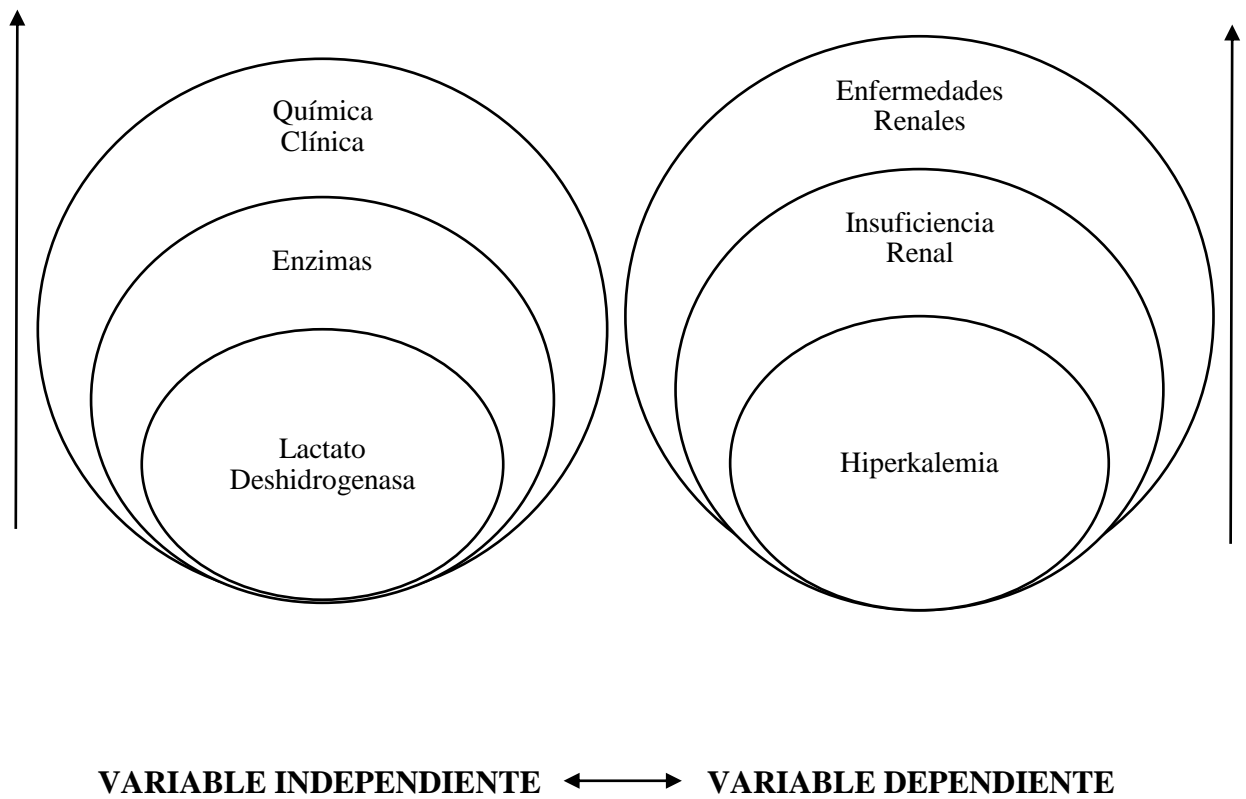 Química
Clínica
Enzimas
Lactato
Deshidrogenasa
Enfermedades
Renales
Insuficiencia
Renal
Hiperkalemia
VARIABLE INDEPENDIENTE VARIABLE DEPENDIENTE